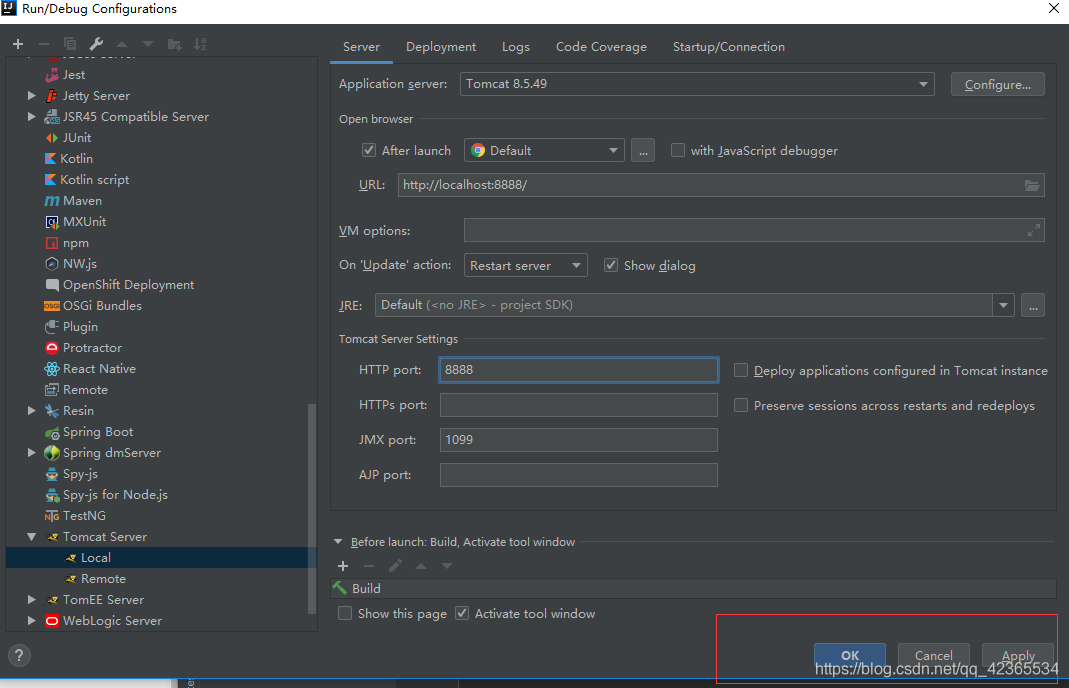 Run/Debug Configurations
Jest
Jetty Server
JSR45 Compatible Server
JUnit
Kotlin
Kotlin script
Maven
MXUnit
npm
NW.js
OpenShift Deployment
OSGi Bundles
Plugin
Protractor
React Native
Remote
Resin
Spring Boot
Spring dmServer
Spy-js
Spy-js for Node.js
TestNG
Tomcat Server
Local
Remote
TomEE Server
WebLogic Server
?
Server Deployment Logs Code Coverage Startup/Connection
Application server: Tomcat 8.5.49 Configure...
Open browser
After launch Default ... with JavaScript debugger
URL: http://localhost:8888/
VM options:
On 'Update' action: Restart server Show dialog
JRE: Default (<no JRE> - project SDK) ...
Tomcat Server Settings
HTTP port: 8888 Deploy applications configured in Tomcat instance
HTTPs port: Preserve sessions across restarts and redeploys
JMX port: 1099
AJP port:
Before launch: Build, Activate tool window
Build
Show this page Activate tool window
OK Cancel Apply
https://blog.csdn.net/qq_42365534